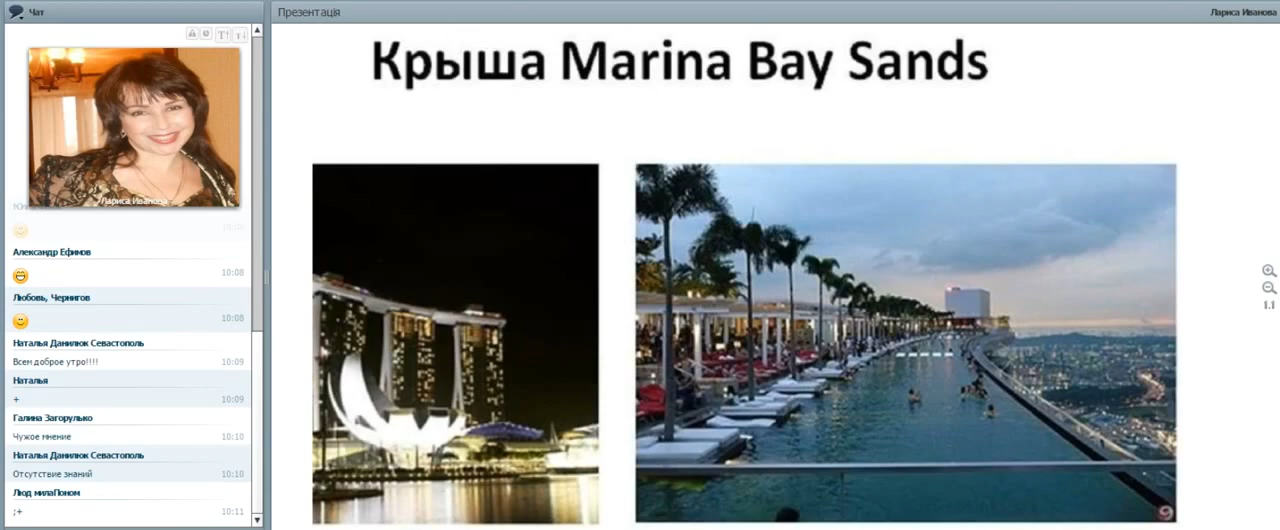 Чат
Лариса Иванова
10:08
Александр Ефимов
10:08
Любовь, Чернигов
10:08
Наталья Данилюк Севастополь
Всем доброе утро!!!! 10:09
Наталья
+ 10:09
Галина Загорулько
Чужое мнение 10:10
Наталья Данилюк Севастополь
Отсутствие знаний 10:10
Люд милаПоном
;+ 10:11
Презентація
Лариса Иванова
Крыша Marina Bay Sands
9
1:1